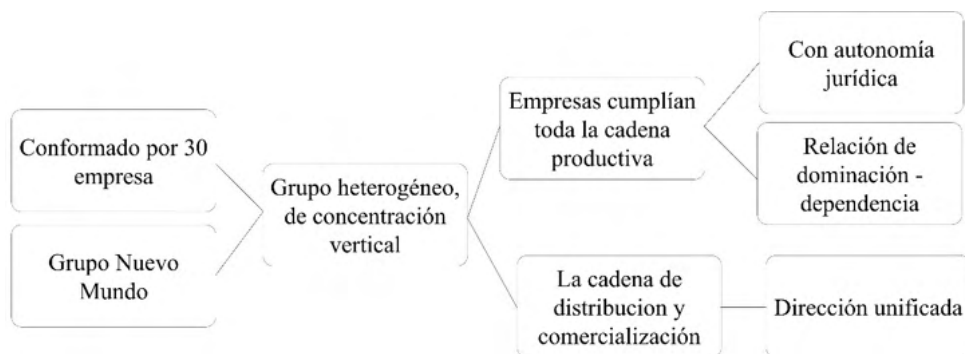 Conformado por 30
empresa
Grupo Nuevo
Mundo
Grupo heterogéneo,
de concentración
vertical
Empresas cumplían
toda la cadena
productiva
Con autonomía
jurídica
Relación de
dominación -
dependencia
La cadena de
distribucion y
comercialización
Dirección unificada